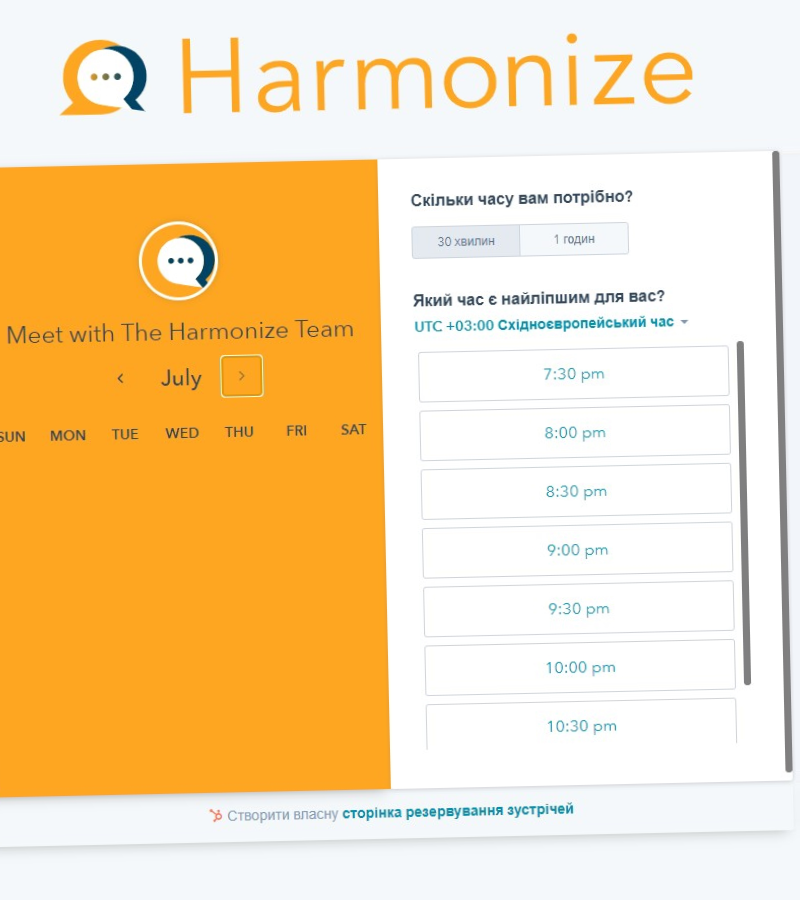 Harmonize
Meet with The Harmonize Team
July
SUN MON TUE WED THU FRI SAT
Скільки часу вам потрібно?
30 хвилин 1 годин
Який час є найліпшим для вас?
UTC +03:00 Східноєвропейський час
7:30 pm
8:00 pm
8:30 pm
9:00 pm
9:30 pm
10:00 pm
10:30 pm
Створити власну сторінка резервування зустрічей